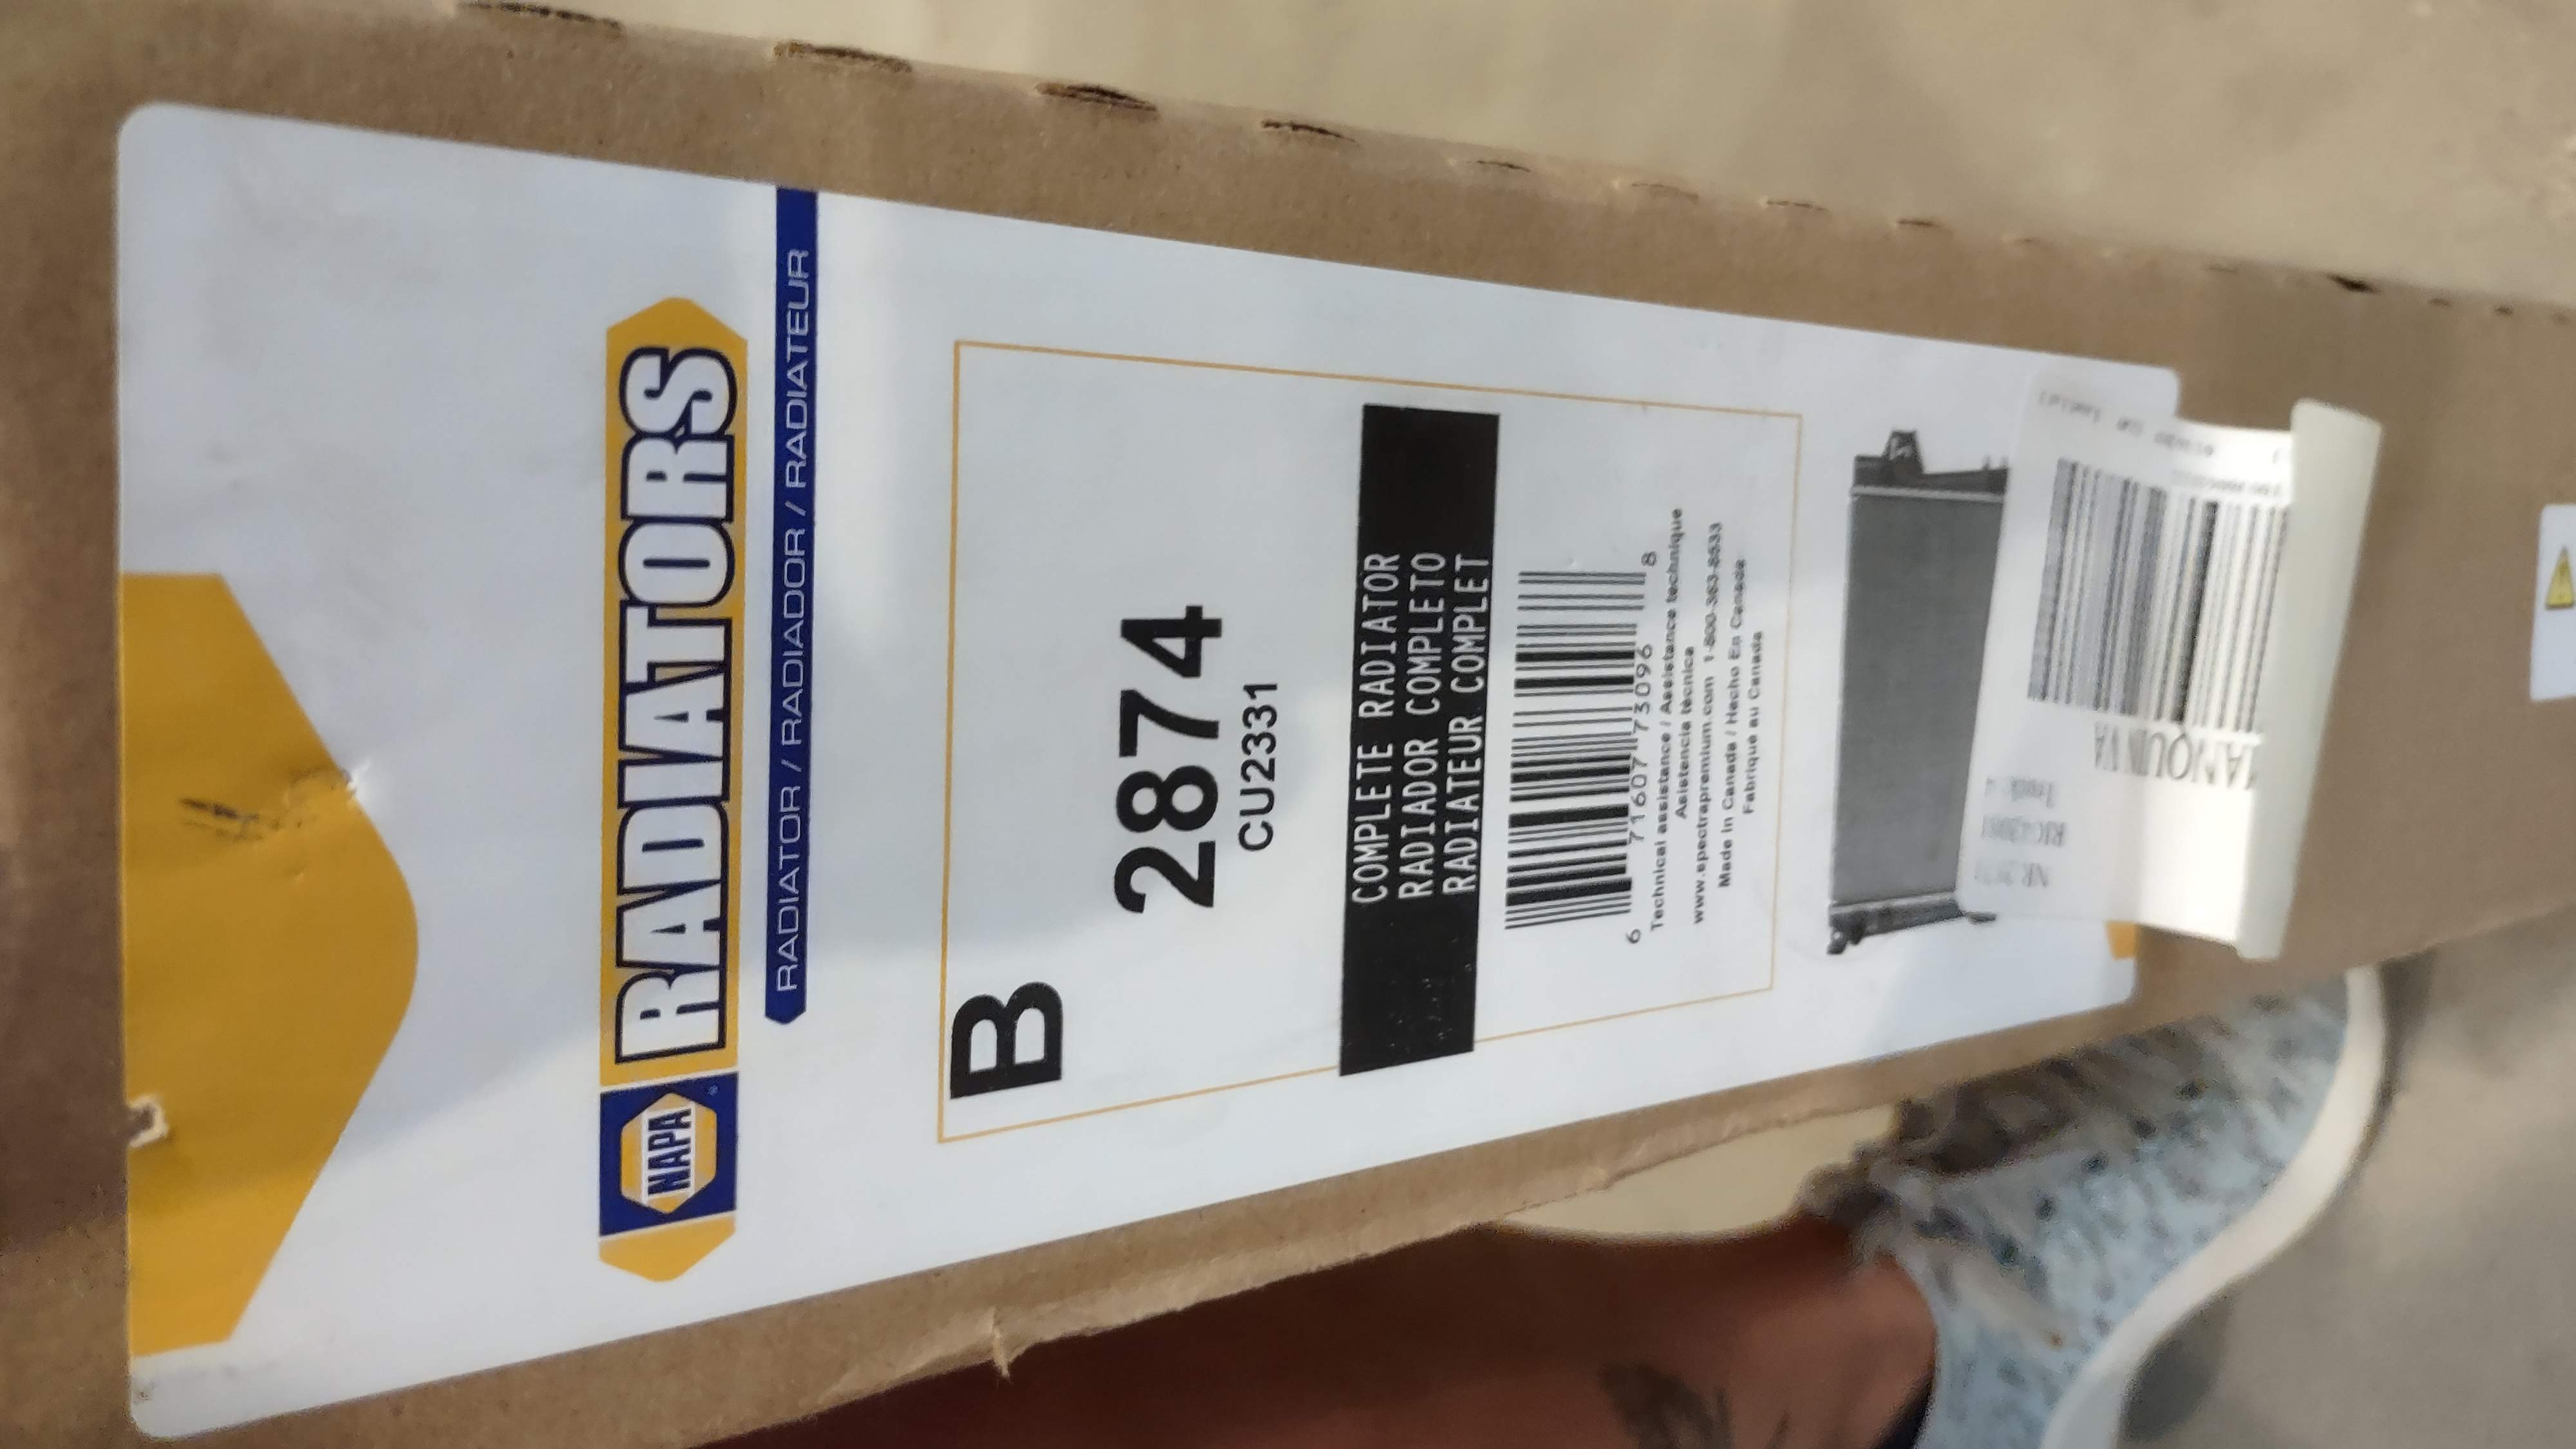 NAPA RADIATORS
RADIATOR / RADIADOR / RADIATEUR
B
2874
CU2331
COMPLETE RADIATOR
RADIADOR COMPLETO
RADIATEUR COMPLET
6 71607 73096 8
Technical assistance / Assistance technique
Asistencia técnica
www.spectrapremium.com 1-800-363-8533
Made in Canada / Hecho En Canada
Fabriqué au Canada